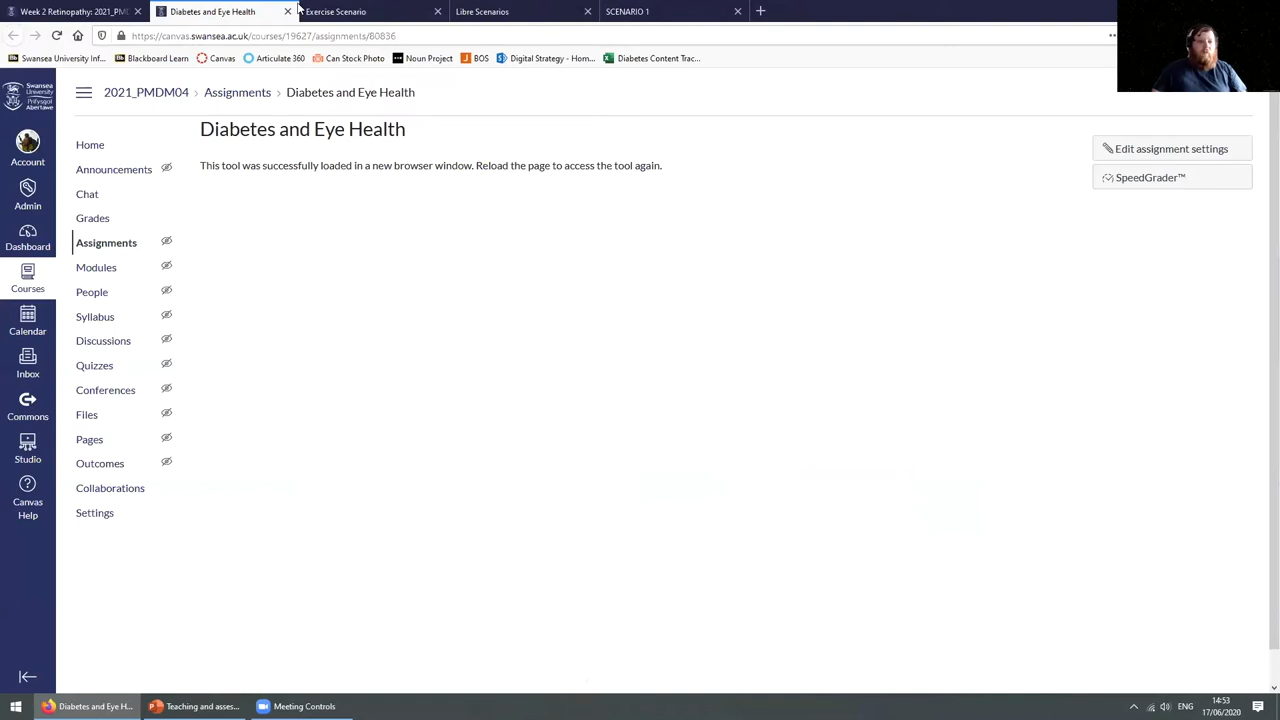 Week 2 Retinopathy: 2021_PMD
Diabetes and Eye Health
Exercise Scenario
Libre Scenarios
SCENARIO 1
https://canvas.swansea.ac.uk/courses/19627/assignments/80836
Swansea University Inf...
Blackboard Learn
Canvas
Articulate 360
Can Stock Photo
Noun Project
BOS
Digital Strategy - Hom...
Diabetes Content Trac...
Swansea
University
Prifysgol
Abertawe
2021_PMDM04 › Assignments › Diabetes and Eye Health
Diabetes and Eye Health
This tool was successfully loaded in a new browser window. Reload the page to access the tool again.
Edit assignment settings
SpeedGrader™
Account
Admin
Dashboard
Courses
Calendar
Inbox
Commons
Studio
Canvas
Help
Home
Announcements
Chat
Grades
Assignments
Modules
People
Syllabus
Discussions
Quizzes
Conferences
Files
Pages
Outcomes
Collaborations
Settings
Diabetes and Eye H...
Teaching and asses...
Meeting Controls
ENG
14:53
17/06/2020